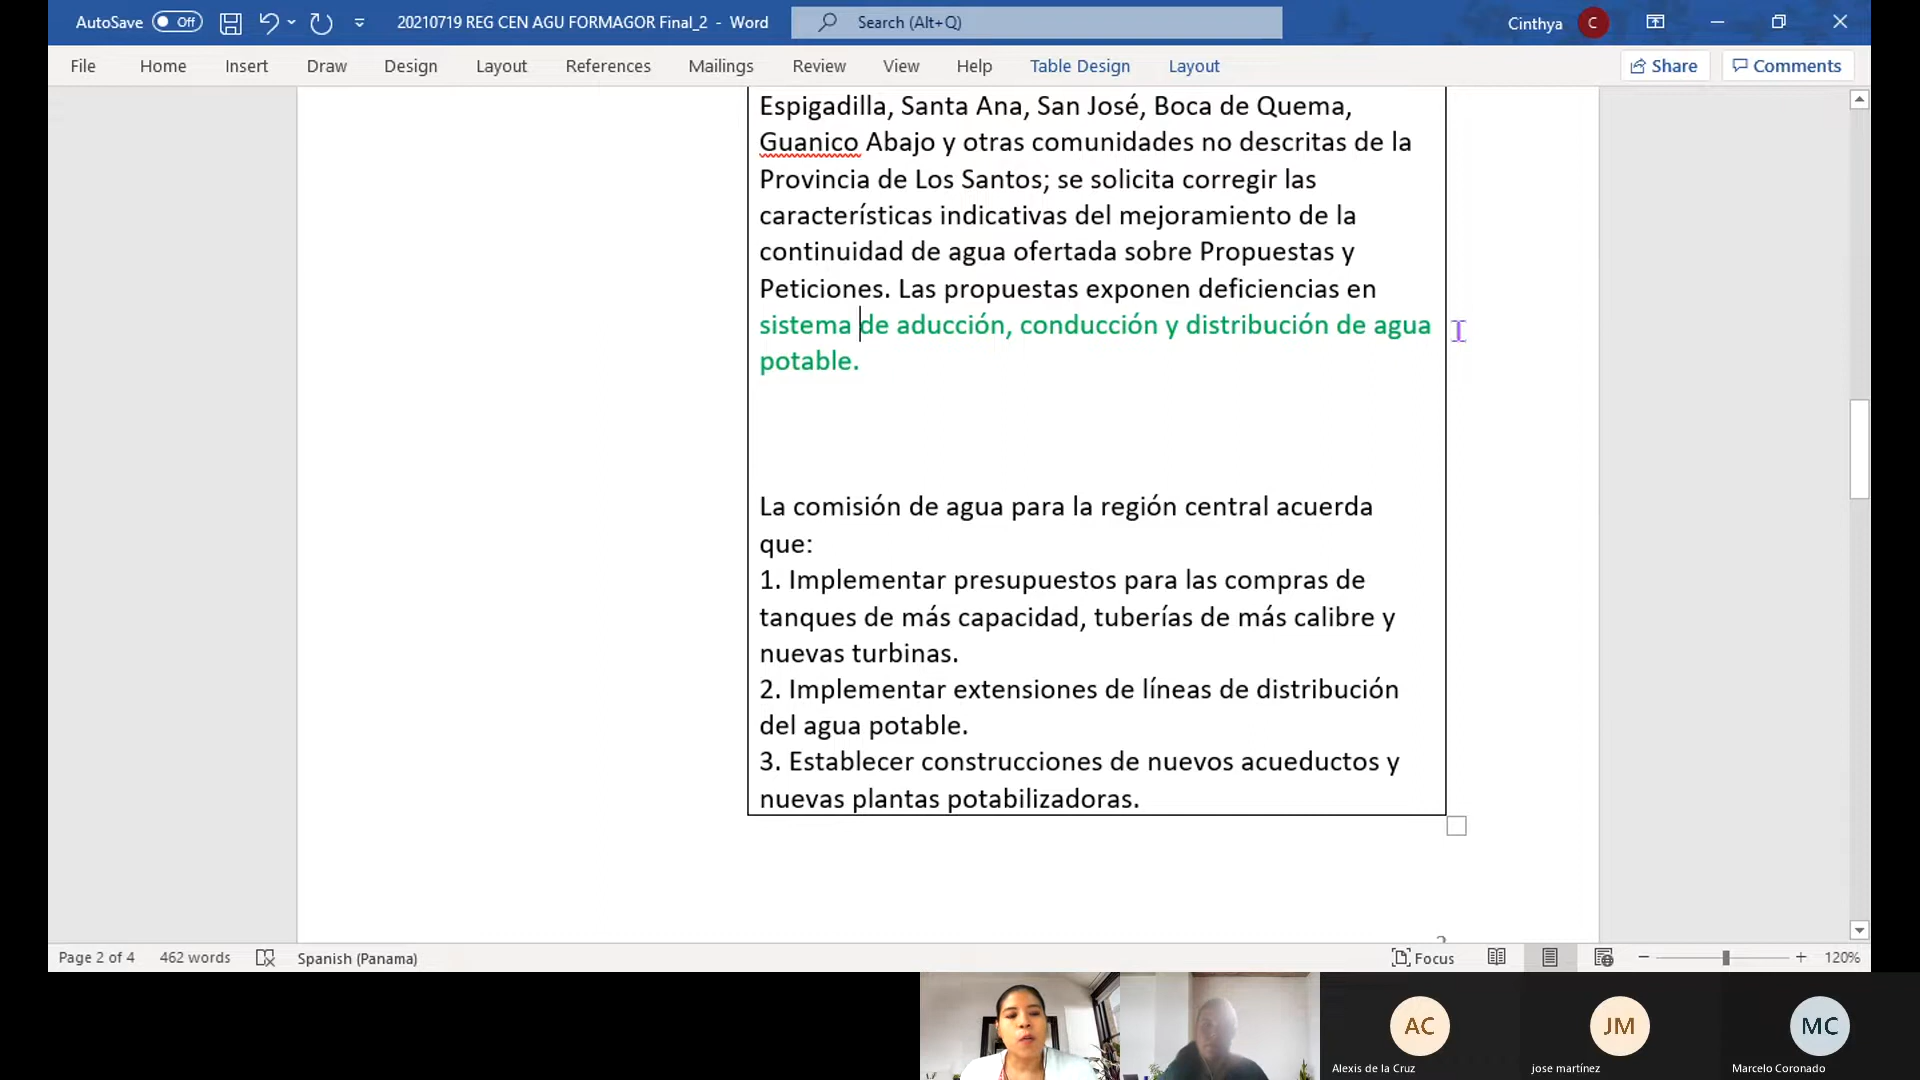 AutoSave Off 20210719 REG CEN AGU FORMAGOR Final_2 - Word Search (Alt+Q) Cinthya C
File Home Insert Draw Design Layout References Mailings Review View Help Table Design Layout Share Comments
Espigadilla, Santa Ana, San José, Boca de Quema,
Guanico Abajo y otras comunidades no descritas de la
Provincia de Los Santos; se solicita corregir las
características indicativas del mejoramiento de la
continuidad de agua ofertada sobre Propuestas y
Peticiones. Las propuestas exponen deficiencias en
sistema de aducción, conducción y distribución de agua
potable.
La comisión de agua para la región central acuerda
que:
1. Implementar presupuestos para las compras de
tanques de más capacidad, tuberías de más calibre y
nuevas turbinas.
2. Implementar extensiones de líneas de distribución
del agua potable.
3. Establecer construcciones de nuevos acueductos y
nuevas plantas potabilizadoras.
Page 2 of 4 462 words Spanish (Panama) Focus 120%
AC JM MC
Alexis de la Cruz jose martínez Marcelo Coronado